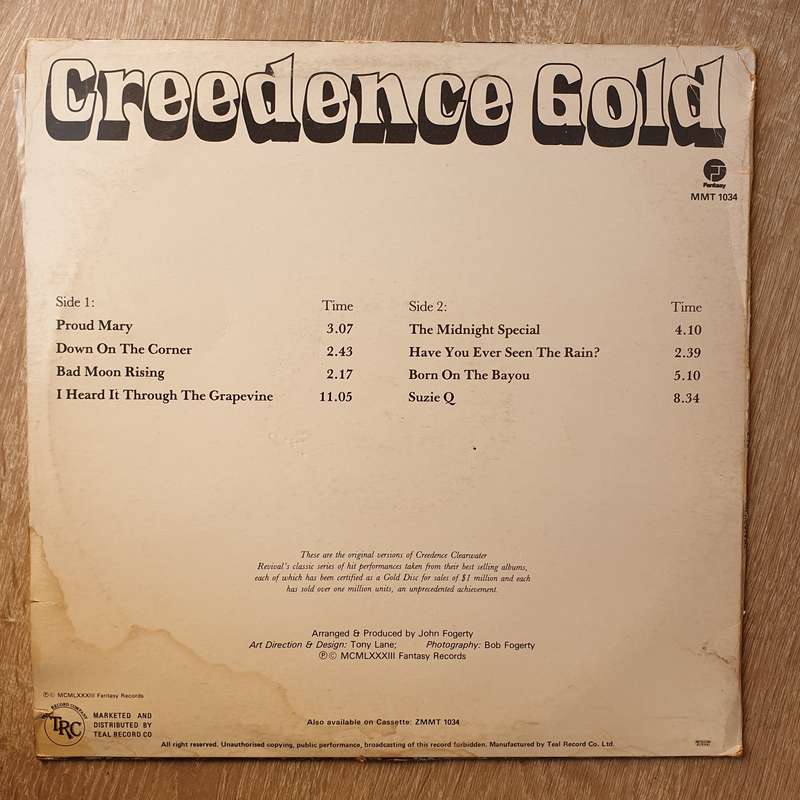 Creedence Gold
Fantasy
MMT 1034
Side 1: Time
Proud Mary 3.07
Down On The Corner 2.43
Bad Moon Rising 2.17
I Heard It Through The Grapevine 11.05
Side 2: Time
The Midnight Special 4.10
Have You Ever Seen The Rain? 2.39
Born On The Bayou 5.10
Suzie Q 8.34
These are the original versions of Creedence Clearwater
Revival's classic series of hit performances taken from their best selling albums,
each of which has been certified as a Gold Disc for sales of $1 million and each
has sold over one million units, an unprecedented achievement.
Arranged & Produced by John Fogerty
Art Direction & Design: Tony Lane; Photography: Bob Fogerty
℗© MCMLXXXIII Fantasy Records
℗© MCMLXXXIII Fantasy Records
RECORD COMPANY
TRC
MARKETED AND
DISTRIBUTED BY
TEAL RECORD CO
Also available on Cassette: ZMMT 1034
All right reserved. Unauthorised copying, public performance, broadcasting of this record forbidden. Manufactured by Teal Record Co. Ltd.